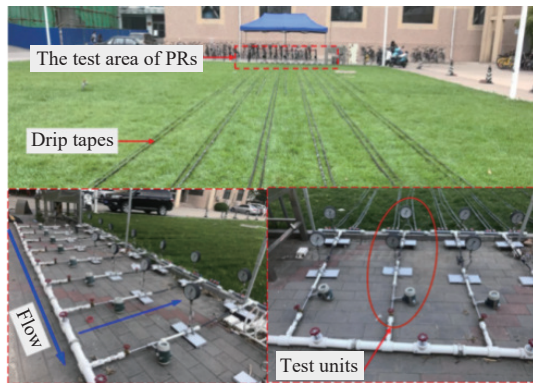 The test area of PRs
Drip tapes
Flow
Test units